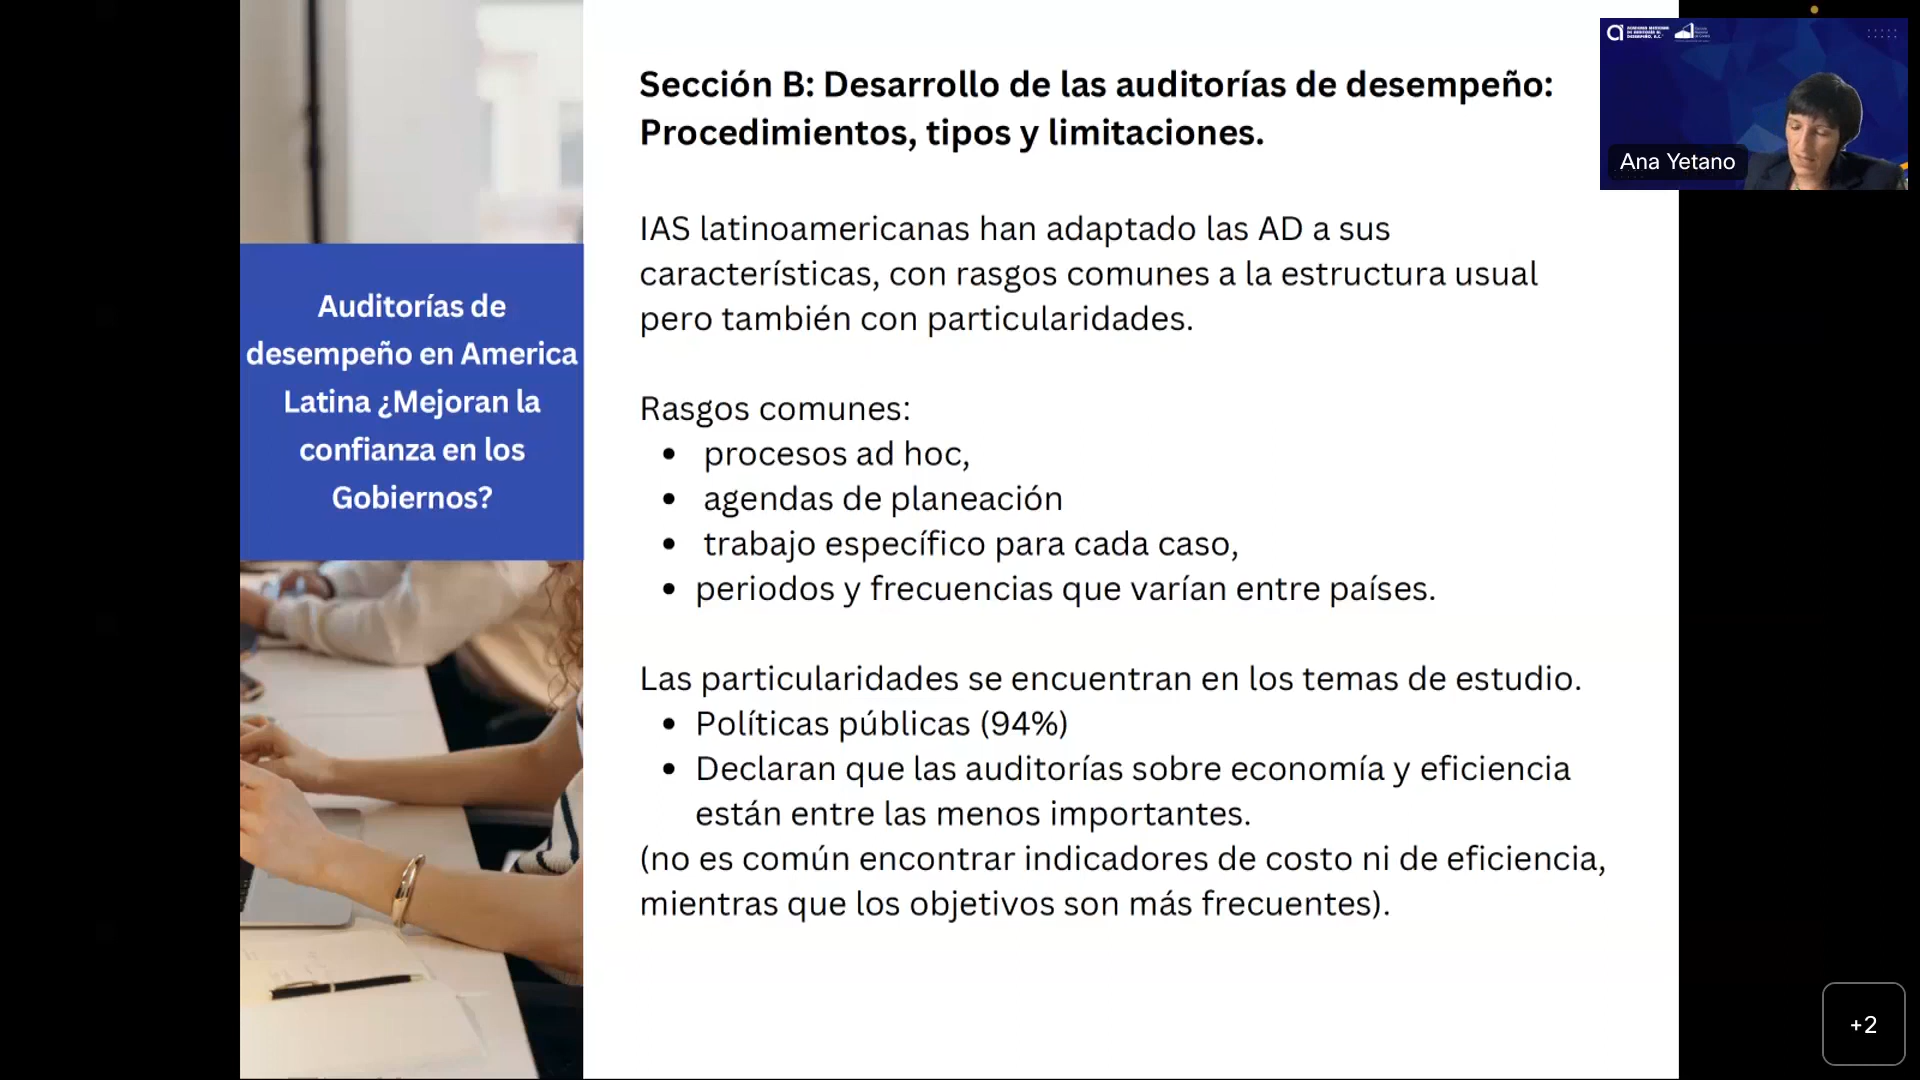 Auditorías de
desempeño en America
Latina ¿Mejoran la
confianza en los
Gobiernos?
Sección B: Desarrollo de las auditorías de desempeño:
Procedimientos, tipos y limitaciones.
IAS latinoamericanas han adaptado las AD a sus
características, con rasgos comunes a la estructura usual
pero también con particularidades.
Rasgos comunes:
• procesos ad hoc,
• agendas de planeación
• trabajo específico para cada caso,
• periodos y frecuencias que varían entre países.
Las particularidades se encuentran en los temas de estudio.
• Políticas públicas (94%)
• Declaran que las auditorías sobre economía y eficiencia
están entre las menos importantes.
(no es común encontrar indicadores de costo ni de eficiencia,
mientras que los objetivos son más frecuentes).
Ana Yetano
+2